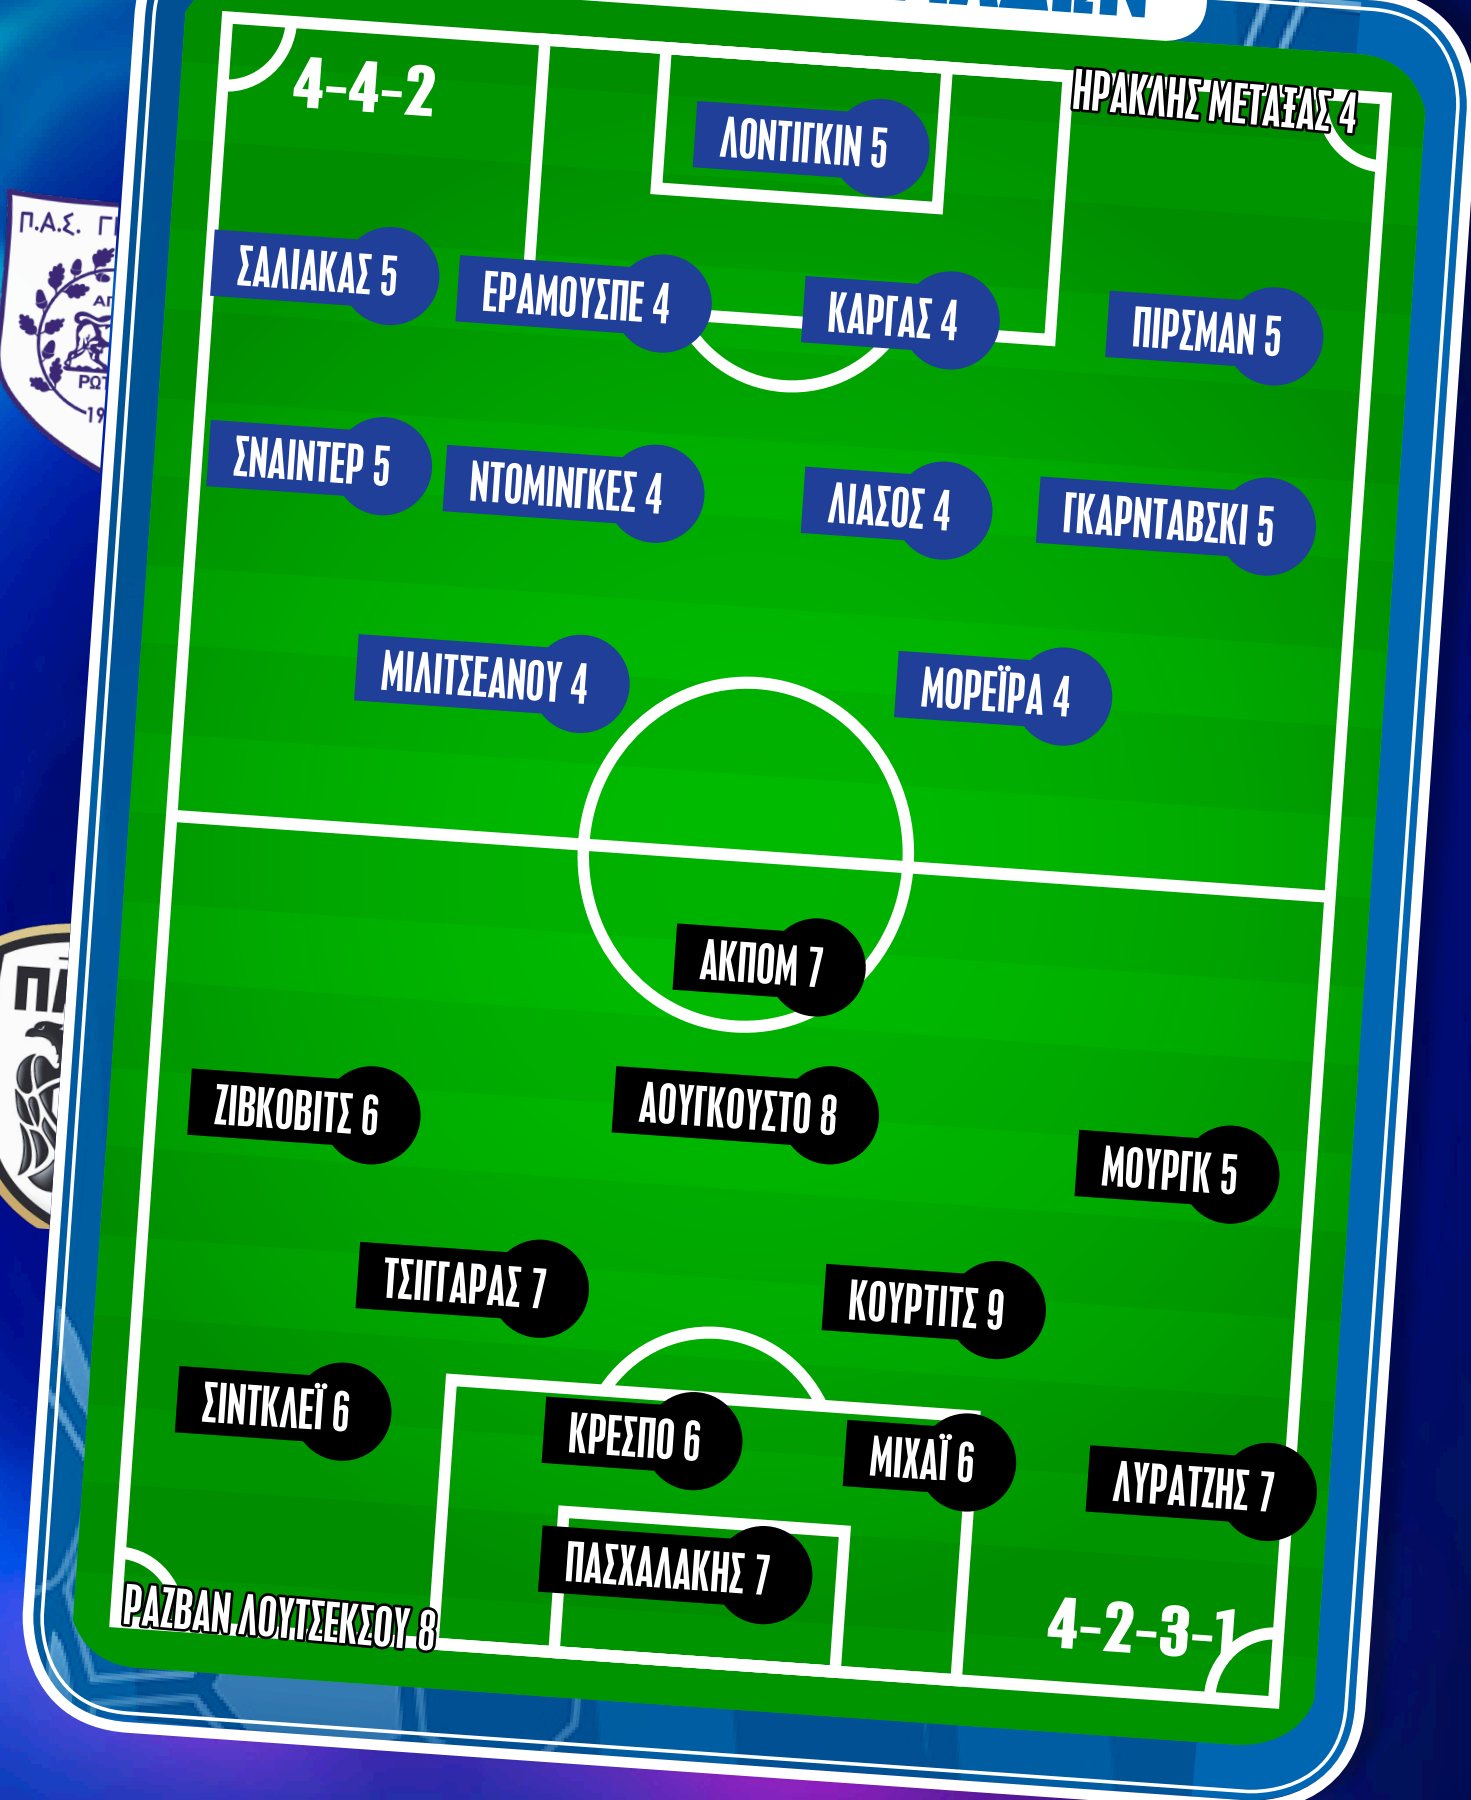 4-4-2
ΗΡΑΚΛΗΣ ΜΕΤΑΞΑΣ 4
ΛΟΝΤΙΓΚΙΝ 5
Π.Α.Σ.
ΣΑΛΙΑΚΑΣ 5
ΕΡΑΜΟΥΣΠΕ 4
ΚΑΡΓΑΣ 4
ΠΙΡΣΜΑΝ 5
ΣΝΑΙΝΤΕΡ 5
ΝΤΟΜΙΝΓΚΕΣ 4
ΛΙΑΣΟΣ 4
ΓΚΑΡΝΤΑΒΣΚΙ 5
ΜΙΛΙΤΣΕΑΝΟΥ 4
ΜΟΡΕΪΡΑ 4
ΑΚΠΟΜ 7
ΖΙΒΚΟΒΙΤΣ 6
ΑΟΥΓΚΟΥΣΤΟ 8
ΜΟΥΡΓΚ 5
ΤΣΙΓΓΑΡΑΣ 7
ΚΟΥΡΤΙΤΣ 9
ΣΙΝΤΚΛΕΪ 6
ΚΡΕΣΠΟ 6
ΜΙΧΑΪ 6
ΛΥΡΑΤΖΗΣ 7
ΠΑΣΧΑΛΑΚΗΣ 7
ΡΑΖΒΑΝ ΛΟΥΤΣΕΚΣΟΥ 8
4-2-3-1